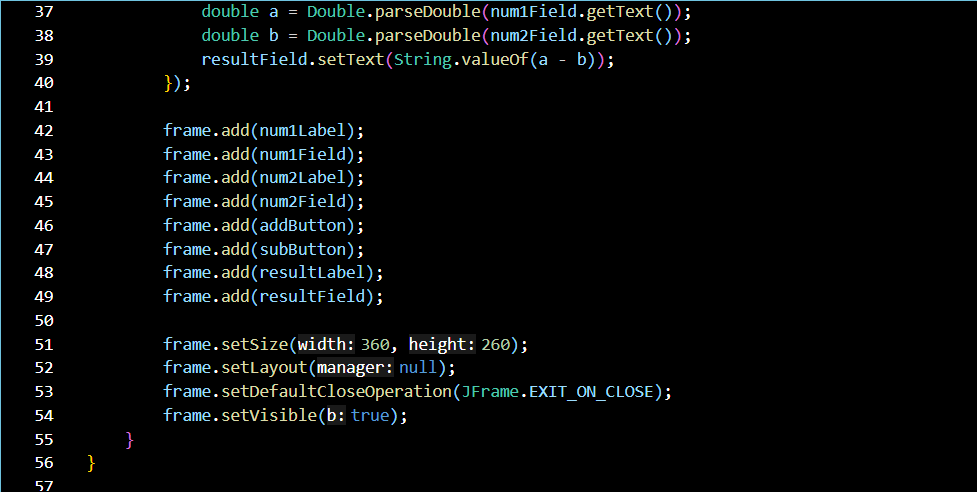 37 double a = Double.parseDouble(num1Field.getText());
38 double b = Double.parseDouble(num2Field.getText());
39 resultField.setText(String.valueOf(a - b));
40 });
41
42 frame.add(num1Label);
43 frame.add(num1Field);
44 frame.add(num2Label);
45 frame.add(num2Field);
46 frame.add(addButton);
47 frame.add(subButton);
48 frame.add(resultLabel);
49 frame.add(resultField);
50
51 frame.setSize(width: 360, height: 260);
52 frame.setLayout(manager: null);
53 frame.setDefaultCloseOperation(JFrame.EXIT_ON_CLOSE);
54 frame.setVisible(b: true);
55 }
56 }
57